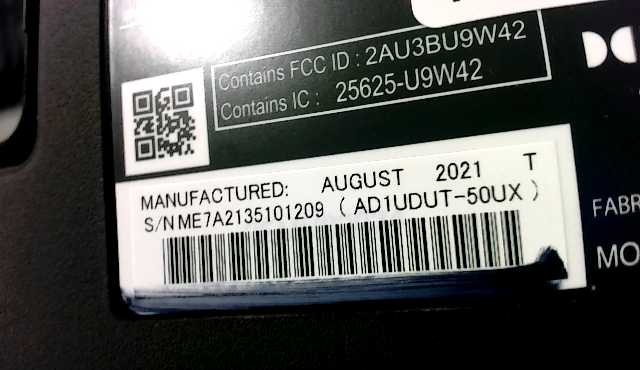 Contains FCC ID : 2AU3BU9W42
Contains IC : 25625-U9W42
MANUFACTURED: AUGUST 2021 T
S/N ME7A2135101209 ( AD1UDUT-50UX )
FABR
MO